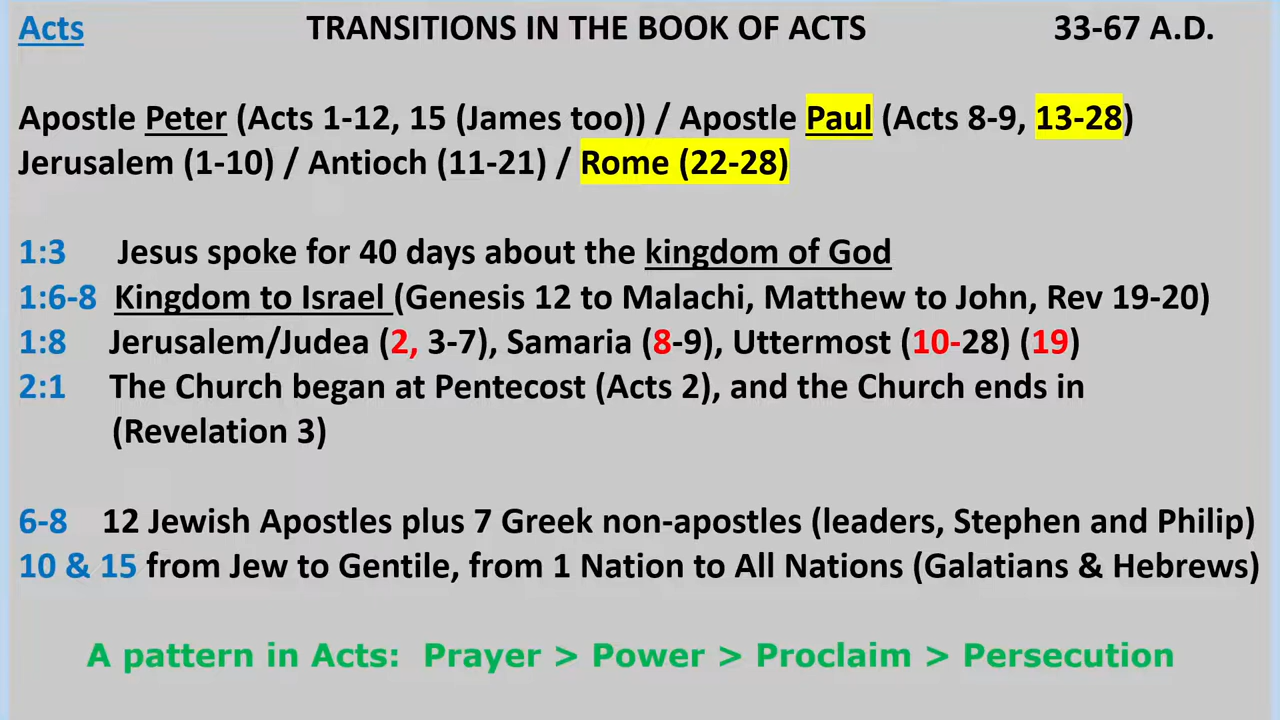 Acts TRANSITIONS IN THE BOOK OF ACTS 33-67 A.D.
Apostle Peter (Acts 1-12, 15 (James too)) / Apostle Paul (Acts 8-9, 13-28)
Jerusalem (1-10) / Antioch (11-21) / Rome (22-28)
1:3 Jesus spoke for 40 days about the kingdom of God
1:6-8 Kingdom to Israel (Genesis 12 to Malachi, Matthew to John, Rev 19-20)
1:8 Jerusalem/Judea (2, 3-7), Samaria (8-9), Uttermost (10-28) (19)
2:1 The Church began at Pentecost (Acts 2), and the Church ends in
(Revelation 3)
6-8 12 Jewish Apostles plus 7 Greek non-apostles (leaders, Stephen and Philip)
10 & 15 from Jew to Gentile, from 1 Nation to All Nations (Galatians & Hebrews)
A pattern in Acts: Prayer > Power > Proclaim > Persecution